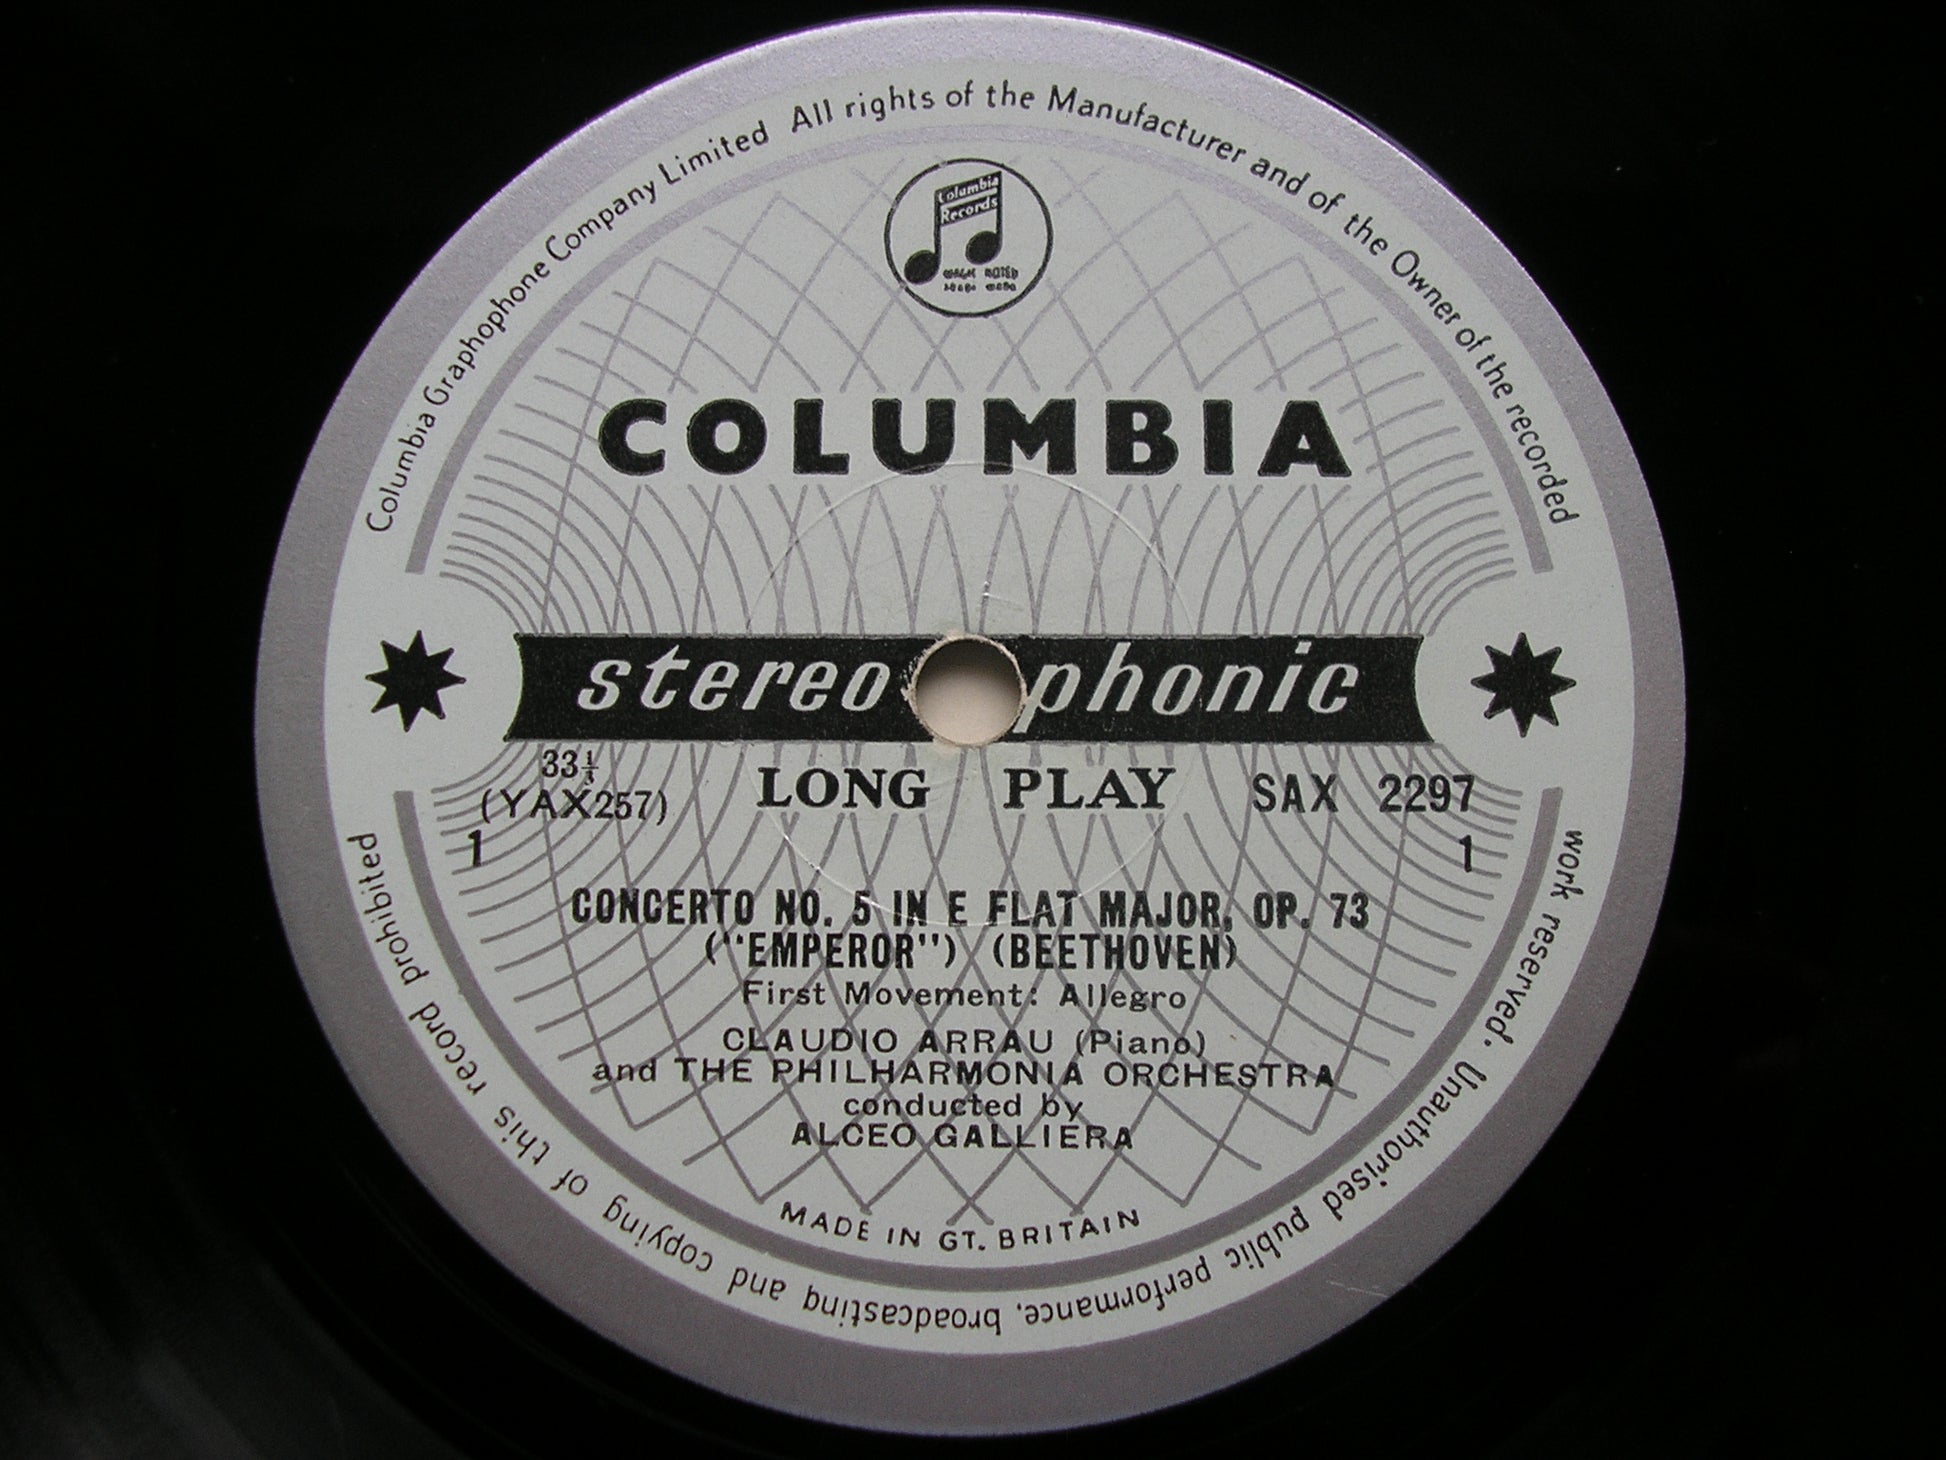 Columbia Graphophone Company Limited All rights of the Manufacturer and of the Owner of the recorded
work reserved. Unauthorised public performance, broadcasting and copying of this record prohibited
Columbia
Records
COLUMBIA
stereophonic
33⅓
(YAX257)
LONG PLAY
SAX 2297
1
1
CONCERTO NO. 5 IN E FLAT MAJOR, OP. 73
("EMPEROR") (BEETHOVEN)
First Movement: Allegro
CLAUDIO ARRAU (Piano)
and THE PHILHARMONIA ORCHESTRA
conducted by
ALCEO GALLIERA
MADE IN GT. BRITAIN